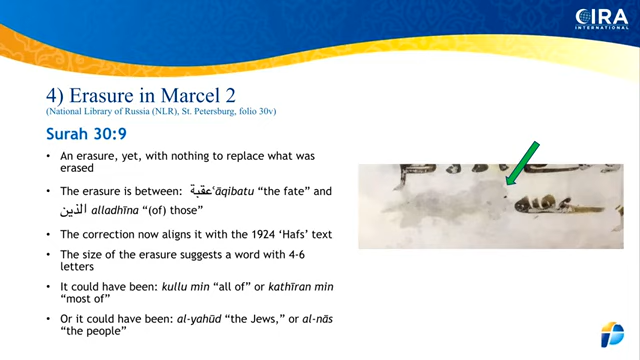 CIRA
INTERNATIONAL
4) Erasure in Marcel 2
(National Library of Russia (NLR), St. Petersburg, folio 30v)
Surah 30:9
• An erasure, yet, with nothing to replace what was
erased
• The erasure is between: عٰقبة ʿāqibatu “the fate” and
الذين alladhīna “(of) those”
• The correction now aligns it with the 1924 ‘Hafs’ text
• The size of the erasure suggests a word with 4-6
letters
• It could have been: kullu min “all of” or kathīran min
“most of”
• Or it could have been: al-yahūd “the Jews,” or al-nās
“the people”